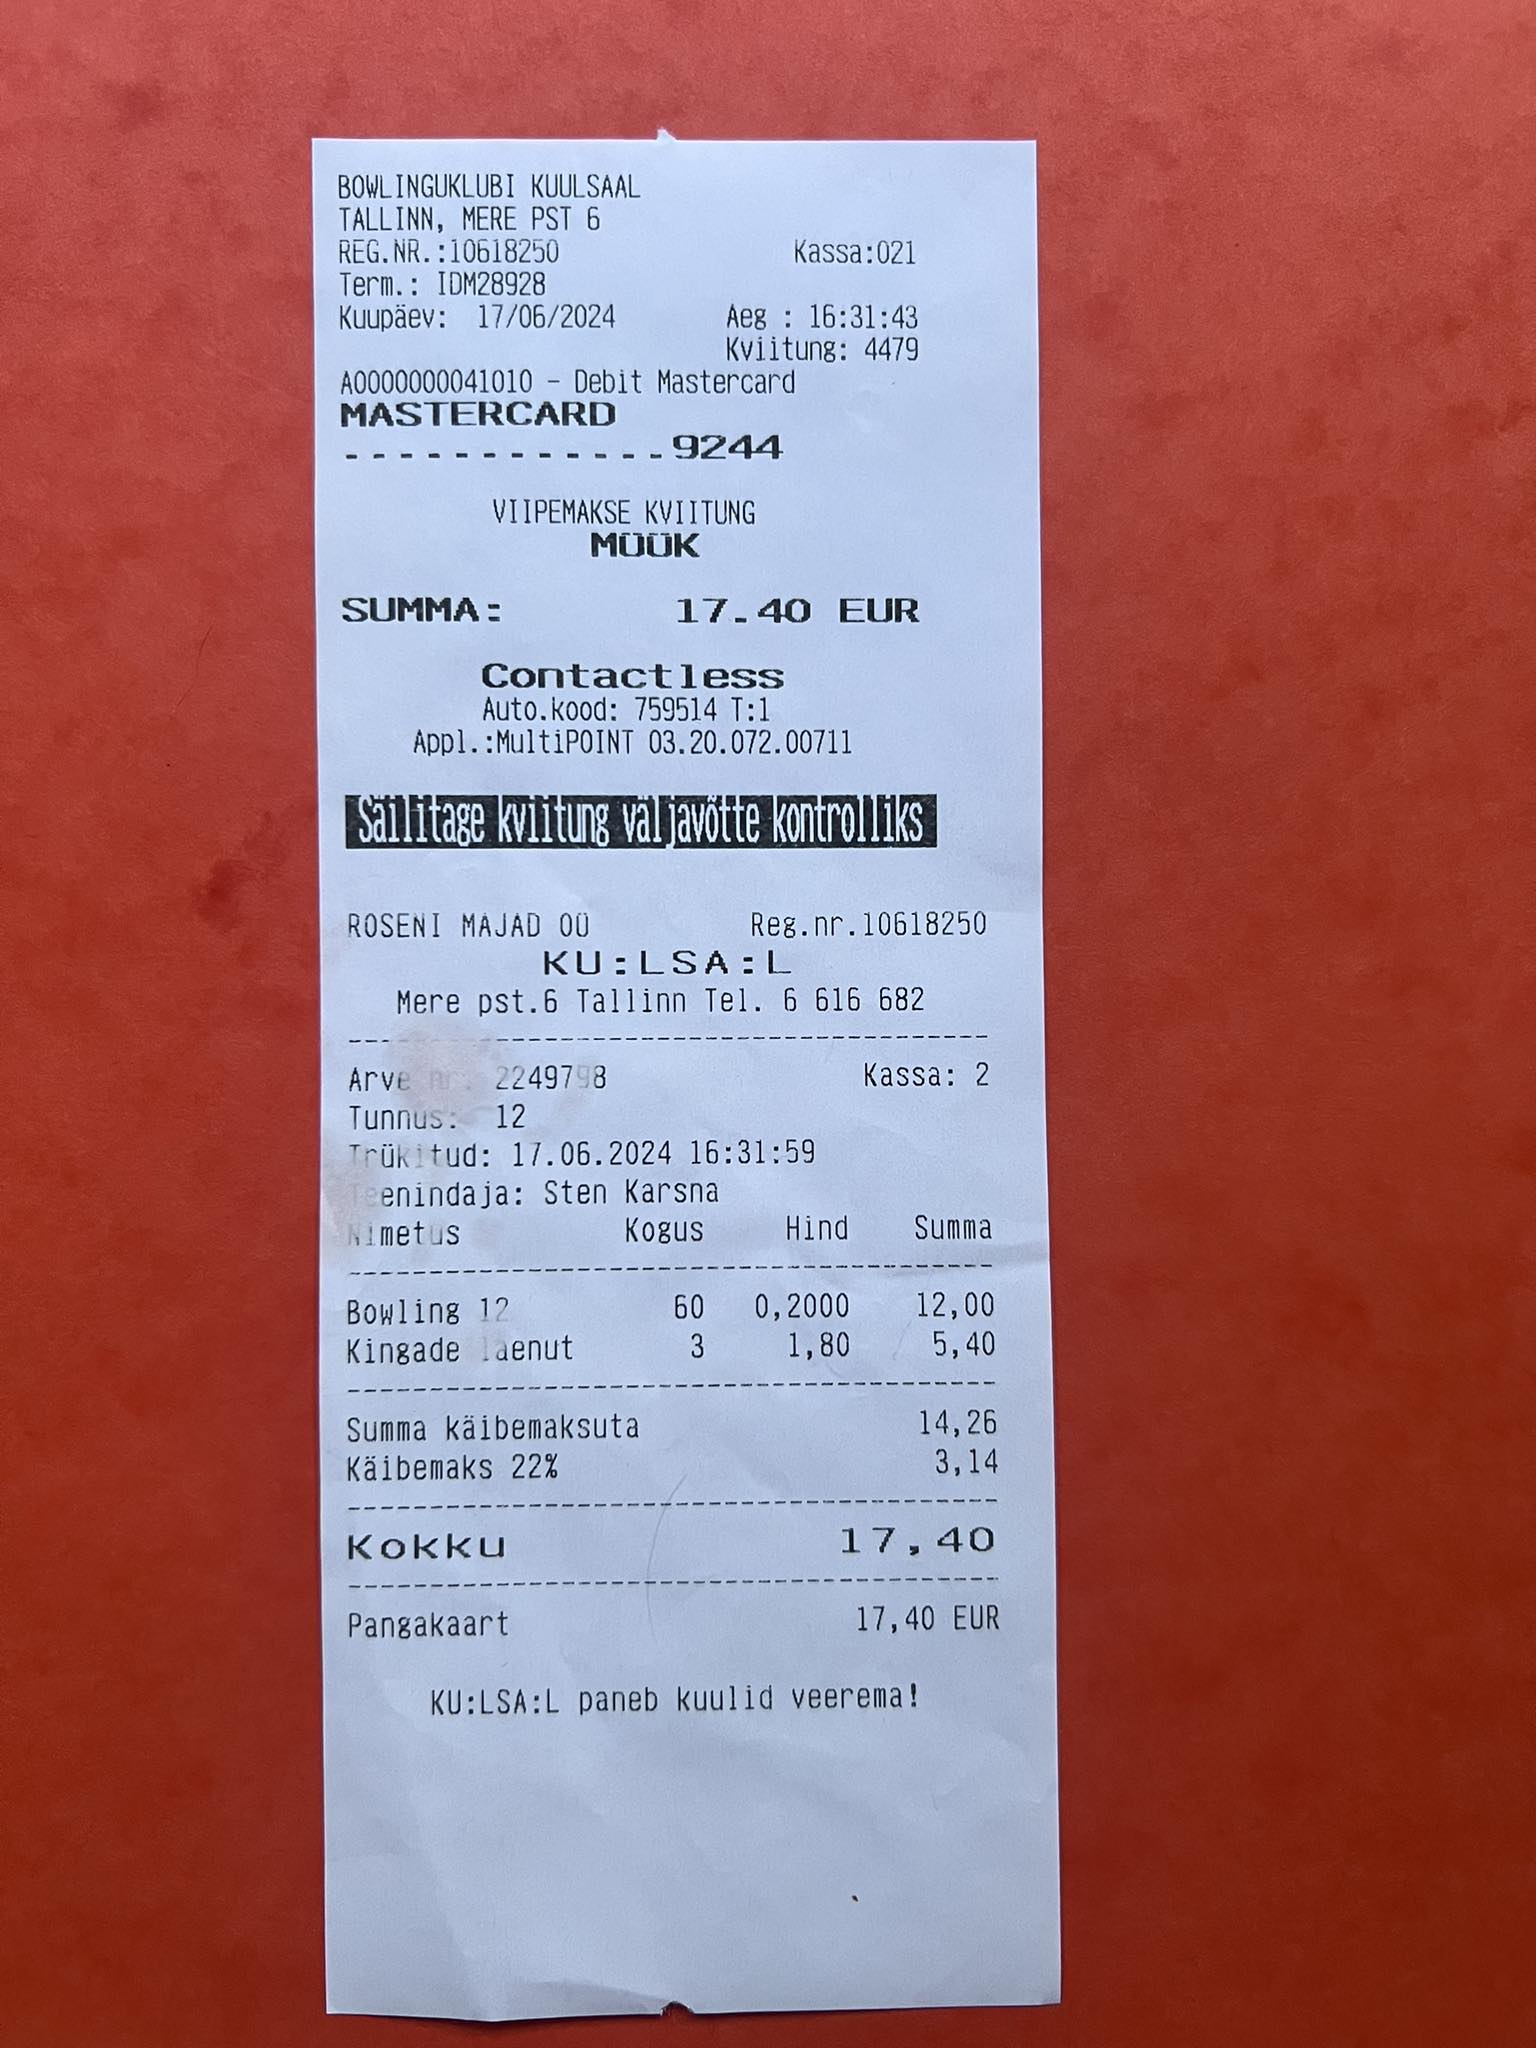 BOWLINGUKLUBI KUULSAAL
TALLINN, MERE PST 6
REG.NR.:10618250 Kassa:021
Term.: IDM28928
Kuupäev: 17/06/2024 Aeg : 16:31:43
Kviitung: 4479
A0000000041010 - Debit Mastercard
MASTERCARD
............9244
VIIPEMAKSE KVIITUNG
MÜÜK
SUMMA: 17.40 EUR
Contactless
Auto.kood: 759514 T:1
Appl.:MultiPOINT 03.20.072.00711
Säilitage kviitung väljavõtte kontrolliks
ROSENI MAJAD OÜ Reg.nr.10618250
KU:LSA:L
Mere pst.6 Tallinn Tel. 6 616 682
Arve nr: 2249798 Kassa: 2
Tunnus: 12
Trükitud: 17.06.2024 16:31:59
Teenindaja: Sten Karsna
Nimetus Kogus Hind Summa
Bowling 12 60 0,2000 12,00
Kingade laenut 3 1,80 5,40
Summa käibemaksuta 14,26
Käibemaks 22% 3,14
Kokku 17,40
Pangakaart 17,40 EUR
KU:LSA:L paneb kuulid veerema!